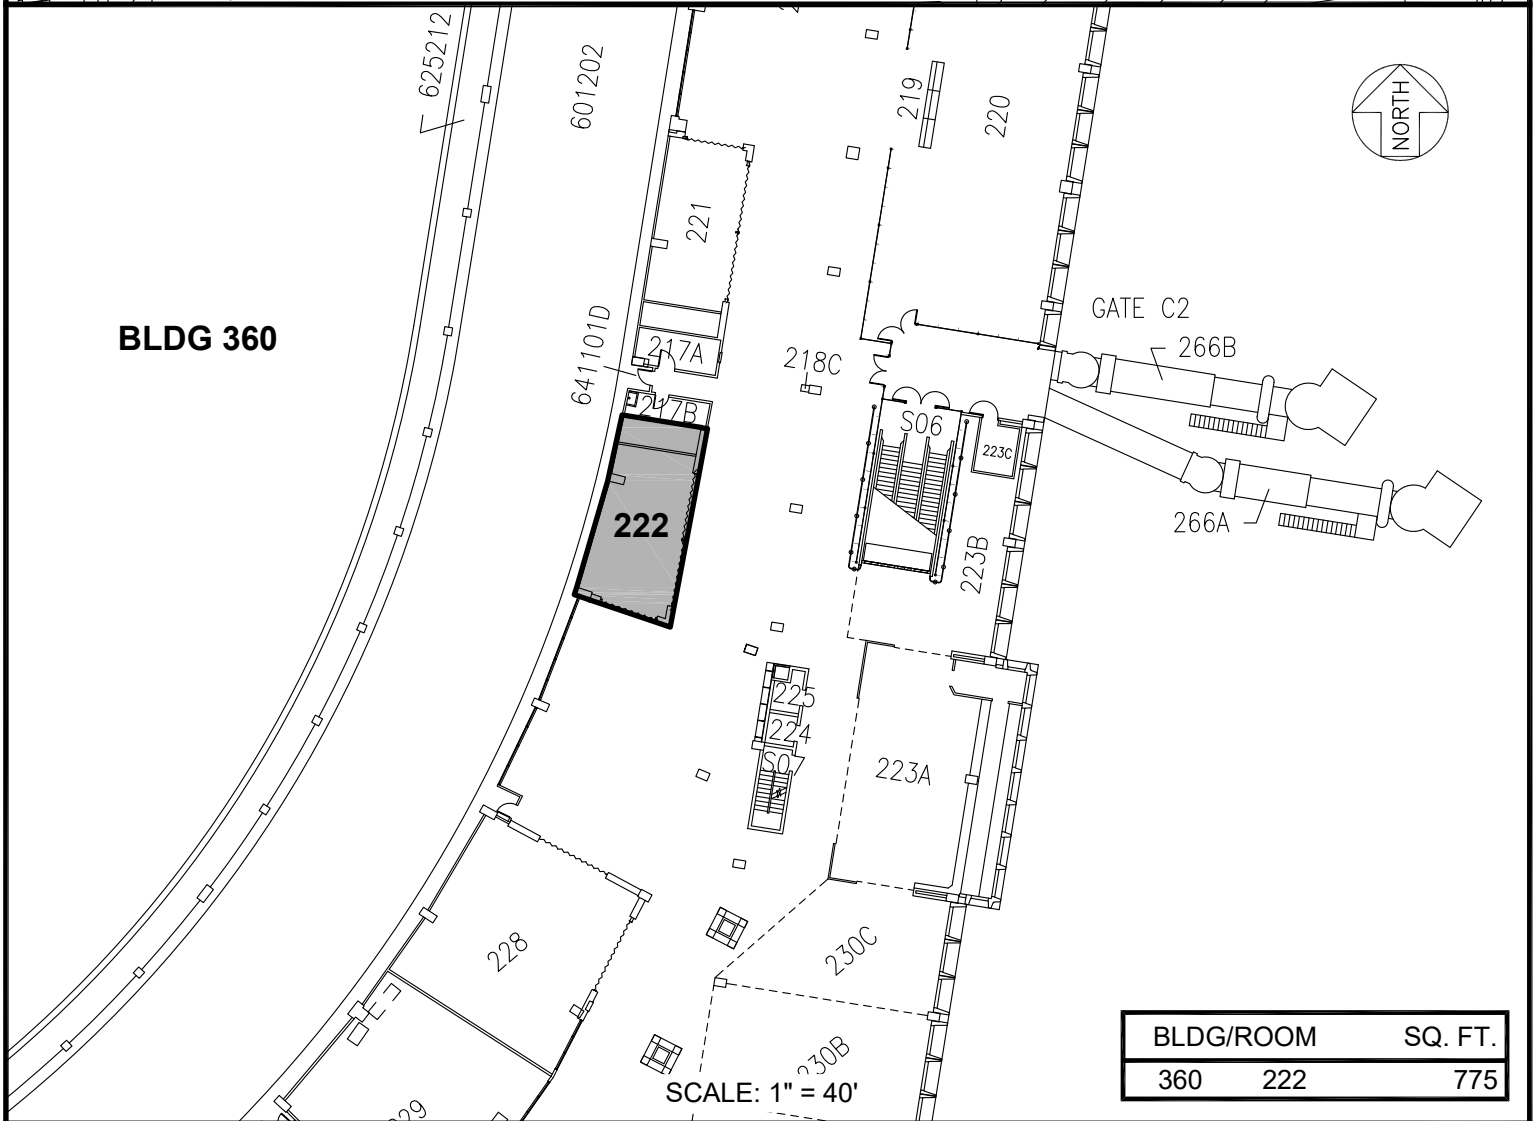 625212
601202
219
220
NORTH
221
BLDG 360
GATE C2
641101D
217A
218C
266B
217B
S06
223C
222
266A
223B
225
224
S07
223A
228
230C
230B
SCALE: 1" = 40'
BLDG/ROOM SQ. FT.
360 222 775